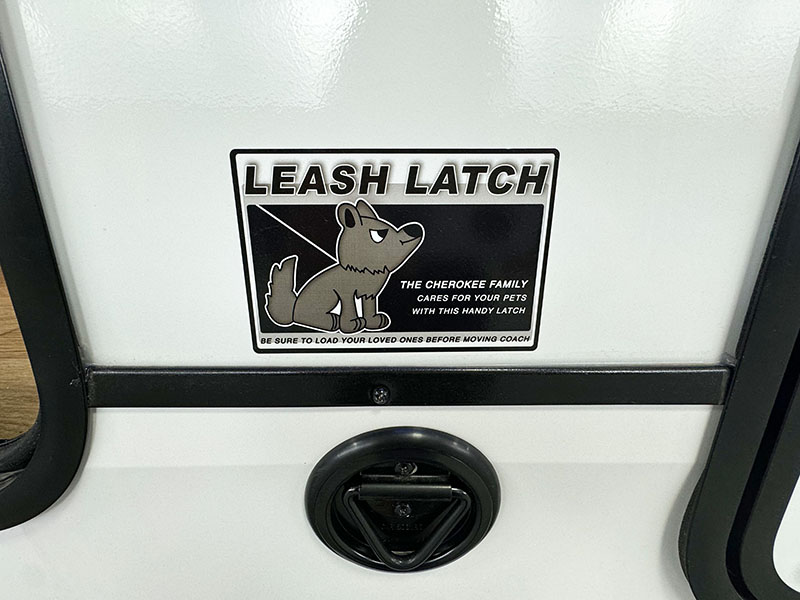 LEASH LATCH
THE CHEROKEE FAMILY
CARES FOR YOUR PETS
WITH THIS HANDY LATCH
BE SURE TO LOAD YOUR LOVED ONES BEFORE MOVING COACH